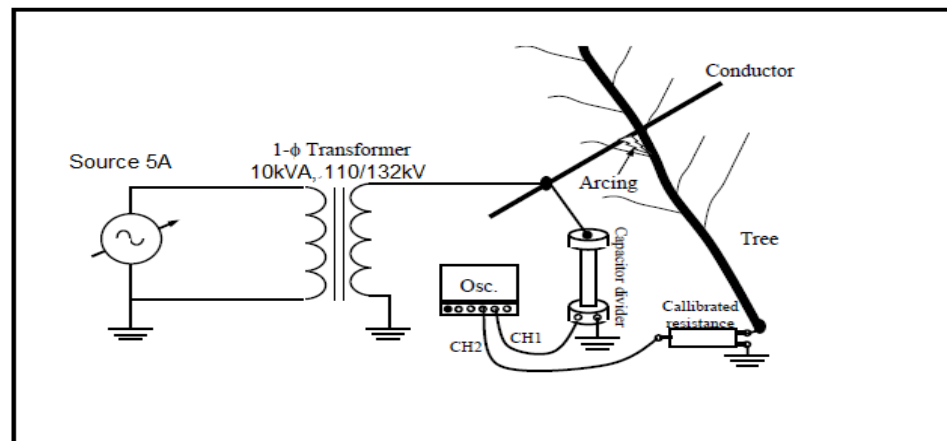 Conductor
1-ϕ Transformer
Source 5A
10kVA, .110/132kV
Arcing
Tree
Capacitor divider
Osc.
Callibrated
resistance
CH1
CH2